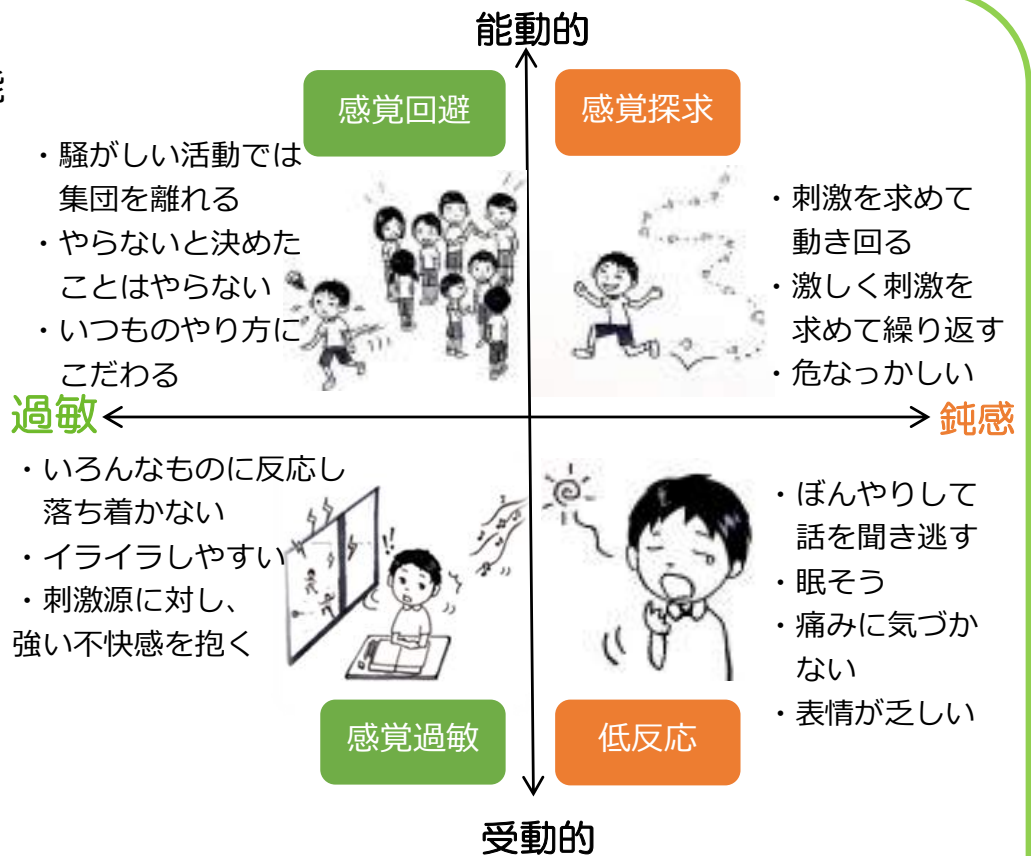 能動的
感覚回避
感覚探求
・騒がしい活動では
集団を離れる
・やらないと決めた
ことはやらない
・いつものやり方に
こだわる
・刺激を求めて
動き回る
・激しく刺激を
求めて繰り返す
・危なっかしい
過敏
鈍感
・いろんなものに反応し
落ち着かない
・イライラしやすい
・刺激源に対し、
強い不快感を抱く
・ぼんやりして
話を聞き逃す
・眠そう
・痛みに気づか
ない
・表情が乏しい
感覚過敏
低反応
受動的